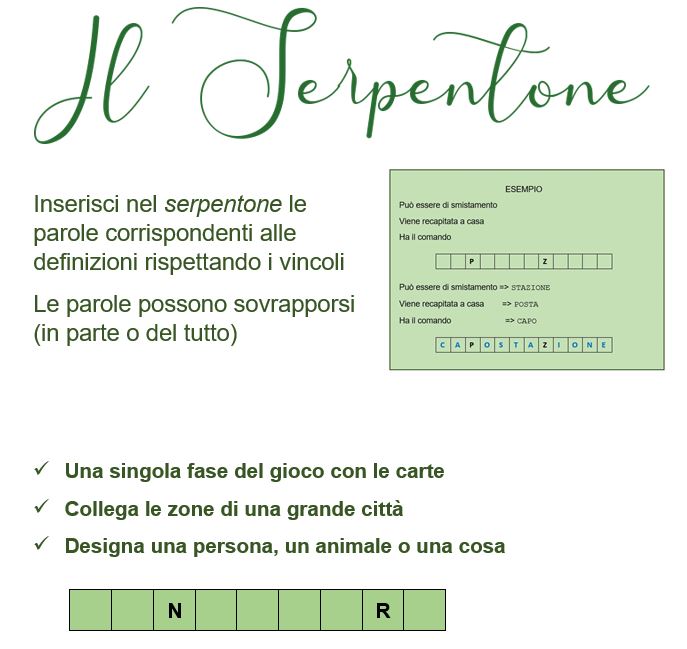 Il Serpentone
Inserisci nel serpentone le
parole corrispondenti alle
definizioni rispettando i vincoli
Le parole possono sovrapporsi
(in parte o del tutto)
ESEMPIO
Può essere di smistamento
Viene recapitata a casa
Ha il comando
P Z
Può essere di smistamento => STAZIONE
Viene recapitata a casa => POSTA
Ha il comando => CAPO
C A P O S T A Z I O N E
✓ Una singola fase del gioco con le carte
✓ Collega le zone di una grande città
✓ Designa una persona, un animale o una cosa
N R